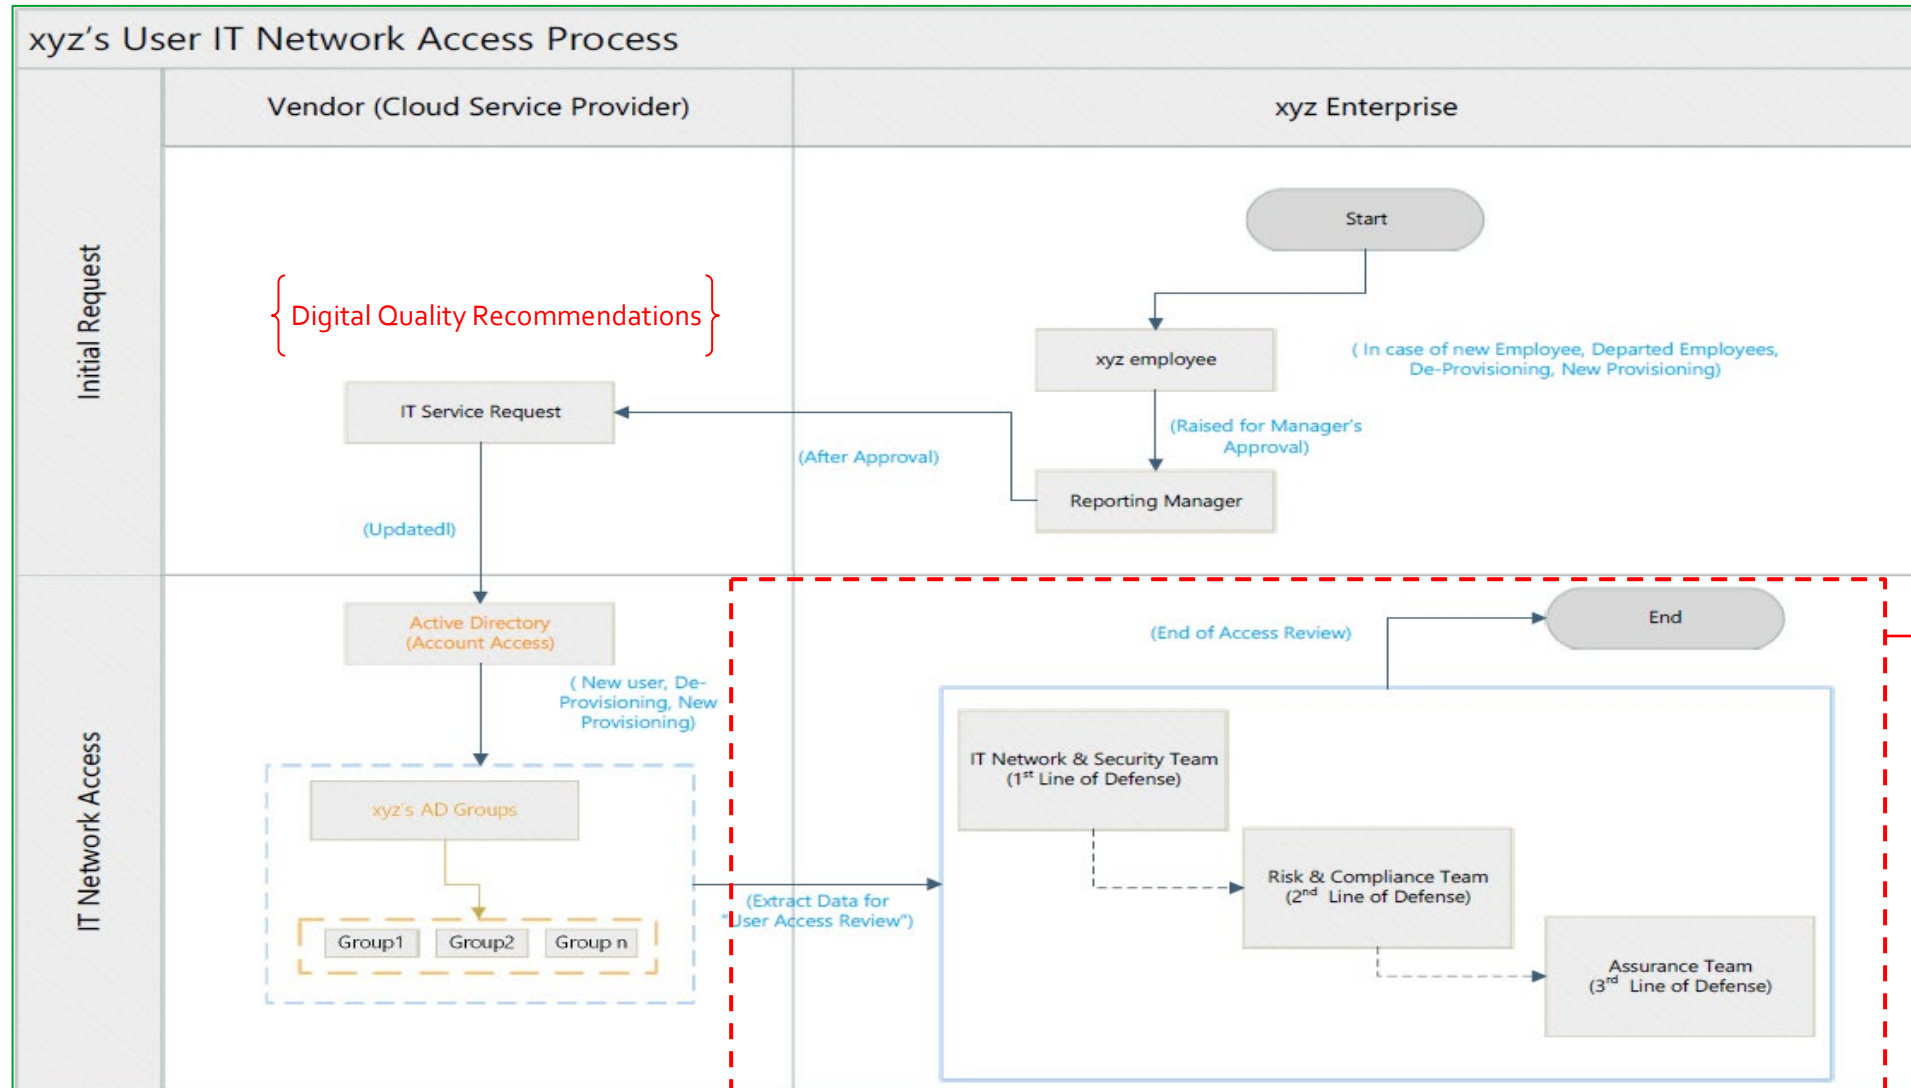 xyz's User IT Network Access Process
Vendor (Cloud Service Provider)
xyz Enterprise
Initial Request
Start
{ Digital Quality Recommendations }
xyz employee
( In case of new Employee, Departed Employees,
De-Provisioning, New Provisioning)
IT Service Request
(Raised for Manager's
Approval)
(After Approval)
Reporting Manager
(Updatedl)
IT Network Access
Active Directory
(Account Access)
( New user, De-
Provisioning, New
Provisioning)
xyz's AD Groups
Group1
Group2
Group n
(Extract Data for
"User Access Review")
(End of Access Review)
End
IT Network & Security Team
(1st Line of Defense)
Risk & Compliance Team
(2nd Line of Defense)
Assurance Team
(3rd Line of Defense)